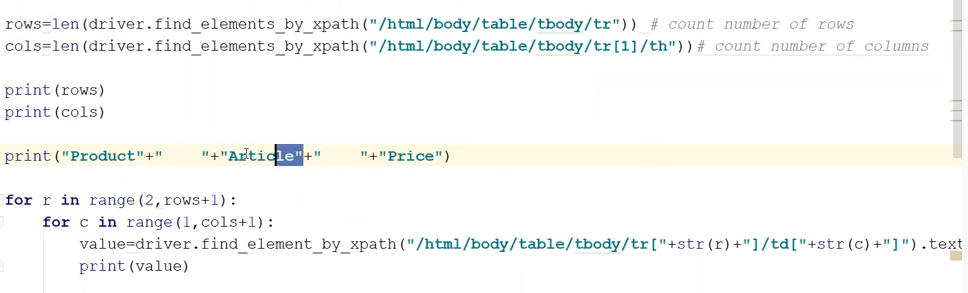 rows=len(driver.find_elements_by_xpath("/html/body/table/tbody/tr")) # count number of rows
cols=len(driver.find_elements_by_xpath("/html/body/table/tbody/tr[1]/th"))# count number of columns
print(rows)
print(cols)
print("Product"+"    "+"Article"+"    "+"Price")
for r in range(2,rows+1):
    for c in range(1,cols+1):
        value=driver.find_element_by_xpath("/html/body/table/tbody/tr["+str(r)+"]/td["+str(c)+"]").text
        print(value)